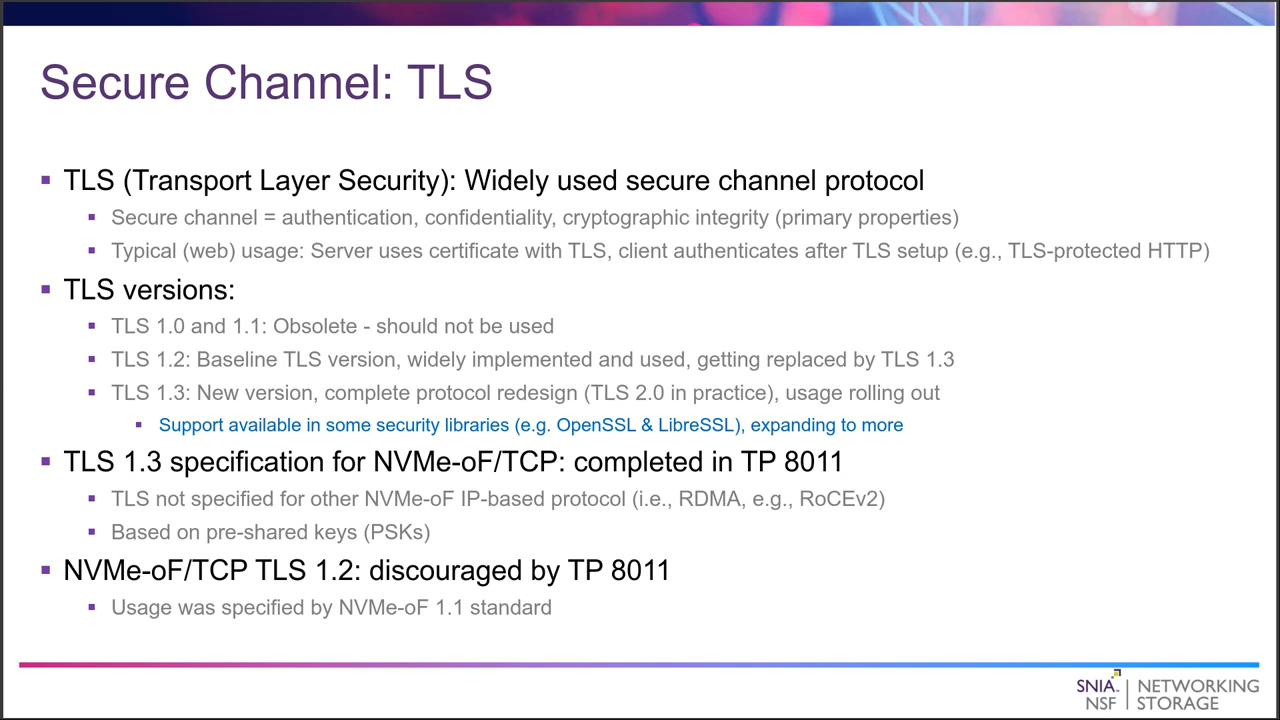 Secure Channel: TLS
▪ TLS (Transport Layer Security): Widely used secure channel protocol
▪ Secure channel = authentication, confidentiality, cryptographic integrity (primary properties)
▪ Typical (web) usage: Server uses certificate with TLS, client authenticates after TLS setup (e.g., TLS-protected HTTP)
▪ TLS versions:
▪ TLS 1.0 and 1.1: Obsolete - should not be used
▪ TLS 1.2: Baseline TLS version, widely implemented and used, getting replaced by TLS 1.3
▪ TLS 1.3: New version, complete protocol redesign (TLS 2.0 in practice), usage rolling out
▪ Support available in some security libraries (e.g. OpenSSL & LibreSSL), expanding to more
▪ TLS 1.3 specification for NVMe-oF/TCP: completed in TP 8011
▪ TLS not specified for other NVMe-oF IP-based protocol (i.e., RDMA, e.g., RoCEv2)
▪ Based on pre-shared keys (PSKs)
▪ NVMe-oF/TCP TLS 1.2: discouraged by TP 8011
▪ Usage was specified by NVMe-oF 1.1 standard
SNIA. | NETWORKING
NSF | STORAGE